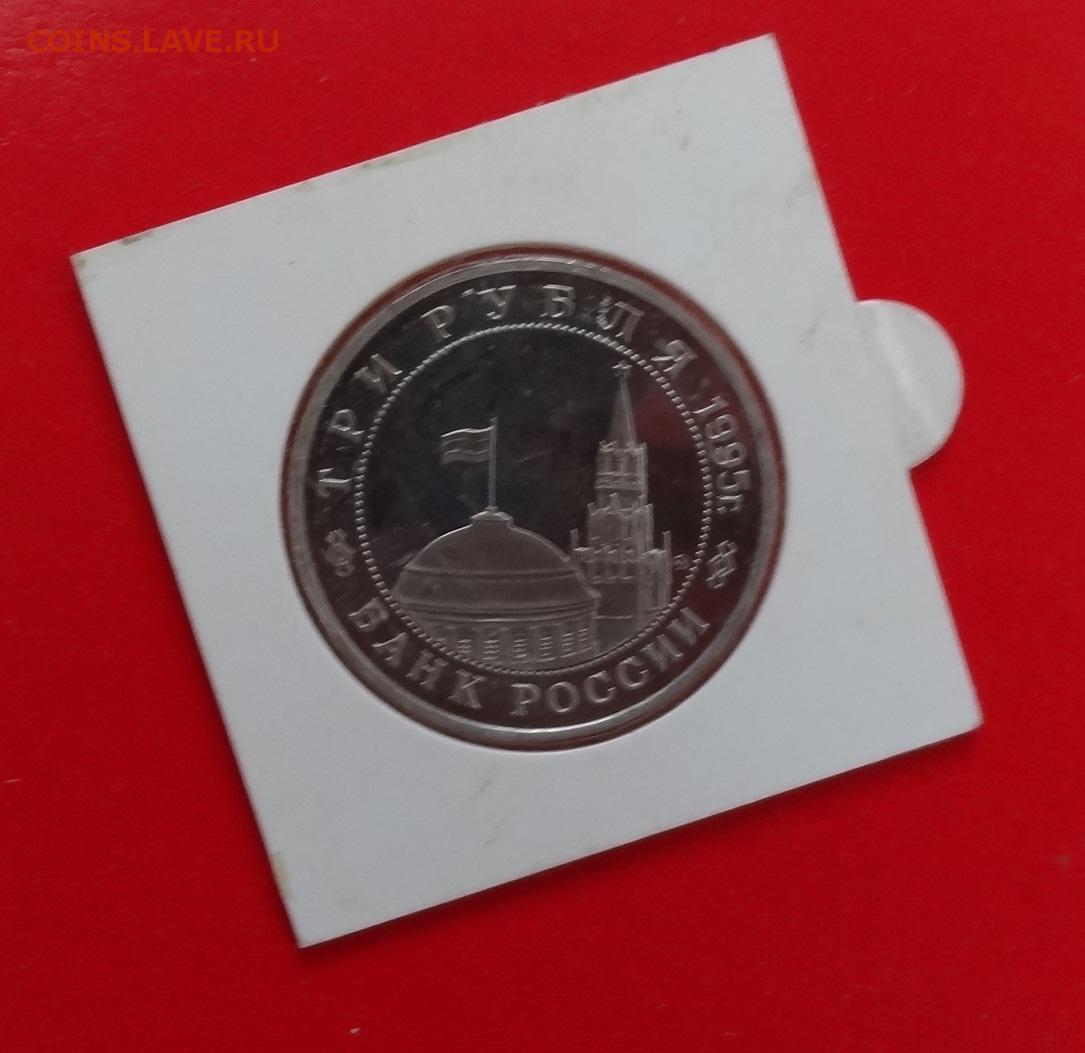 COINS.LAVE.RU
ТРИ РУБЛЯ 1995г.
БАНК РОССИИ